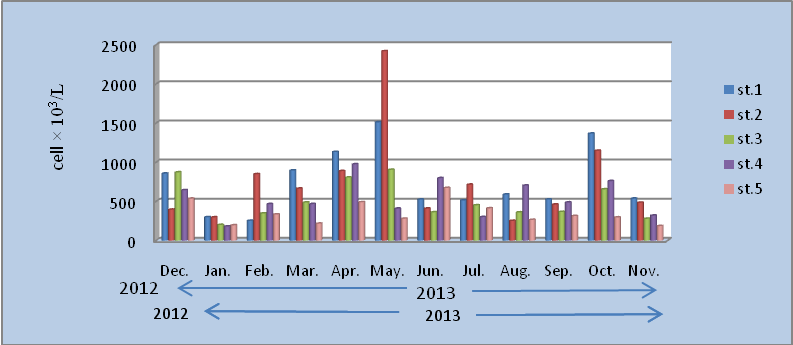 2500
2000
1500
1000
500
0
cell × 10³/L
st.1
st.2
st.3
st.4
st.5
Dec. Jan. Feb. Mar. Apr. May. Jun. Jul. Aug. Sep. Oct. Nov.
2012 2013
2012 2013